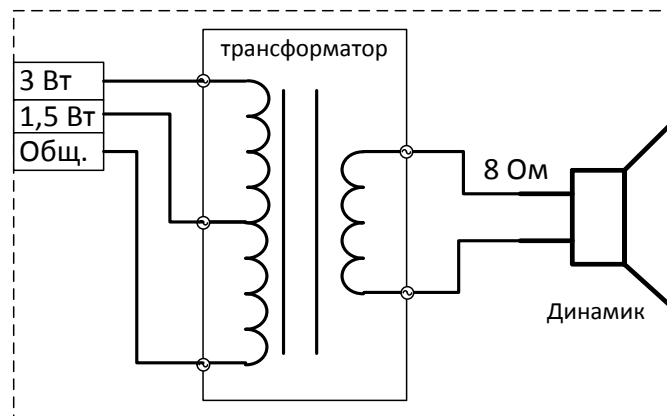 трансформатор
3 Вт
1,5 Вт
Общ.
8 Ом
Динамик